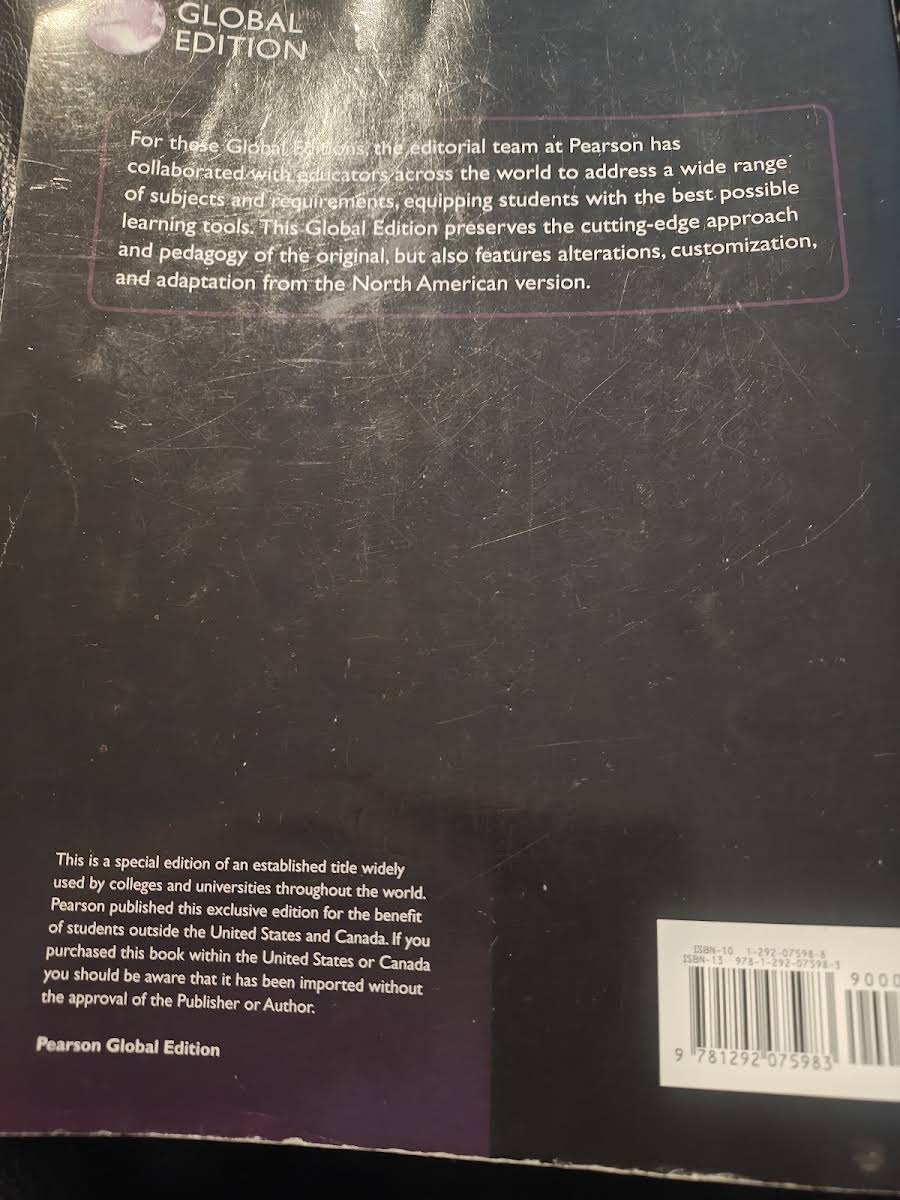 GLOBAL
EDITION
For these Global Editions, the editorial team at Pearson has
collaborated with educators across the world to address a wide range
of subjects and requirements, equipping students with the best possible
learning tools. This Global Edition preserves the cutting-edge approach
and pedagogy of the original, but also features alterations, customization,
and adaptation from the North American version.
This is a special edition of an established title widely
used by colleges and universities throughout the world.
Pearson published this exclusive edition for the benefit
of students outside the United States and Canada. If you
purchased this book within the United States or Canada
you should be aware that it has been imported without
the approval of the Publisher or Author.
Pearson Global Edition
ISBN-10 1-292-07598-8
ISBN-13 978-1-292-07598-3
9000
9 781292 075983